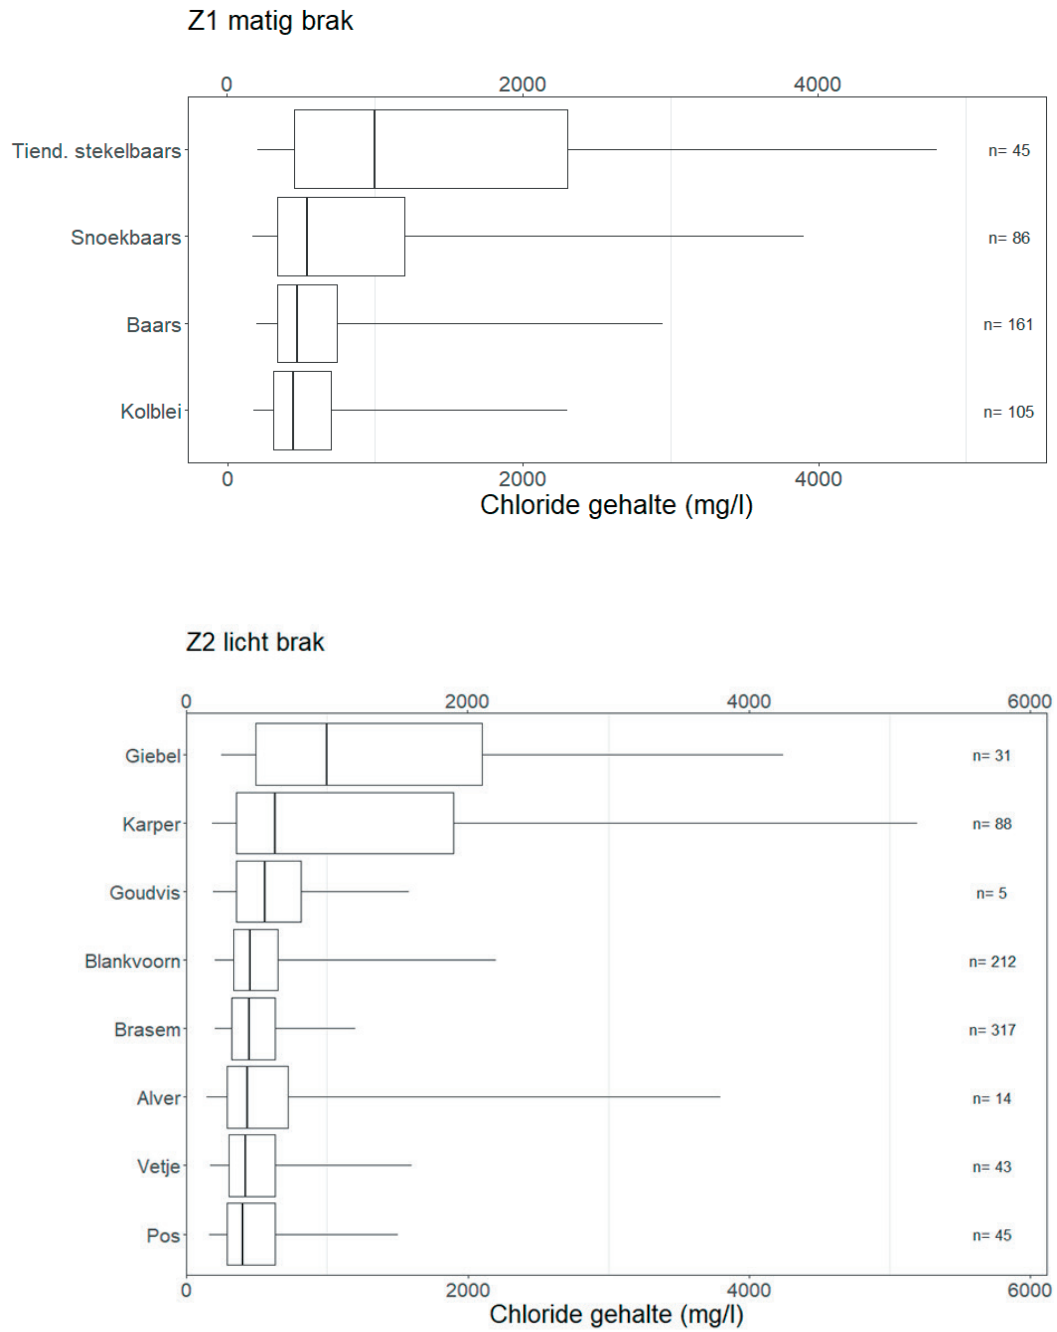 Z1 matig brak
0 2000 4000
Tiend. stekelbaars n= 45
Snoekbaars n= 86
Baars n= 161
Kolblei n= 105
0 2000 4000
Chloride gehalte (mg/l)
Z2 licht brak
0 2000 4000 6000
Giebel n= 31
Karper n= 88
Goudvis n= 5
Blankvoorn n= 212
Brasem n= 317
Alver n= 14
Vetje n= 43
Pos n= 45
0 2000 4000 6000
Chloride gehalte (mg/l)